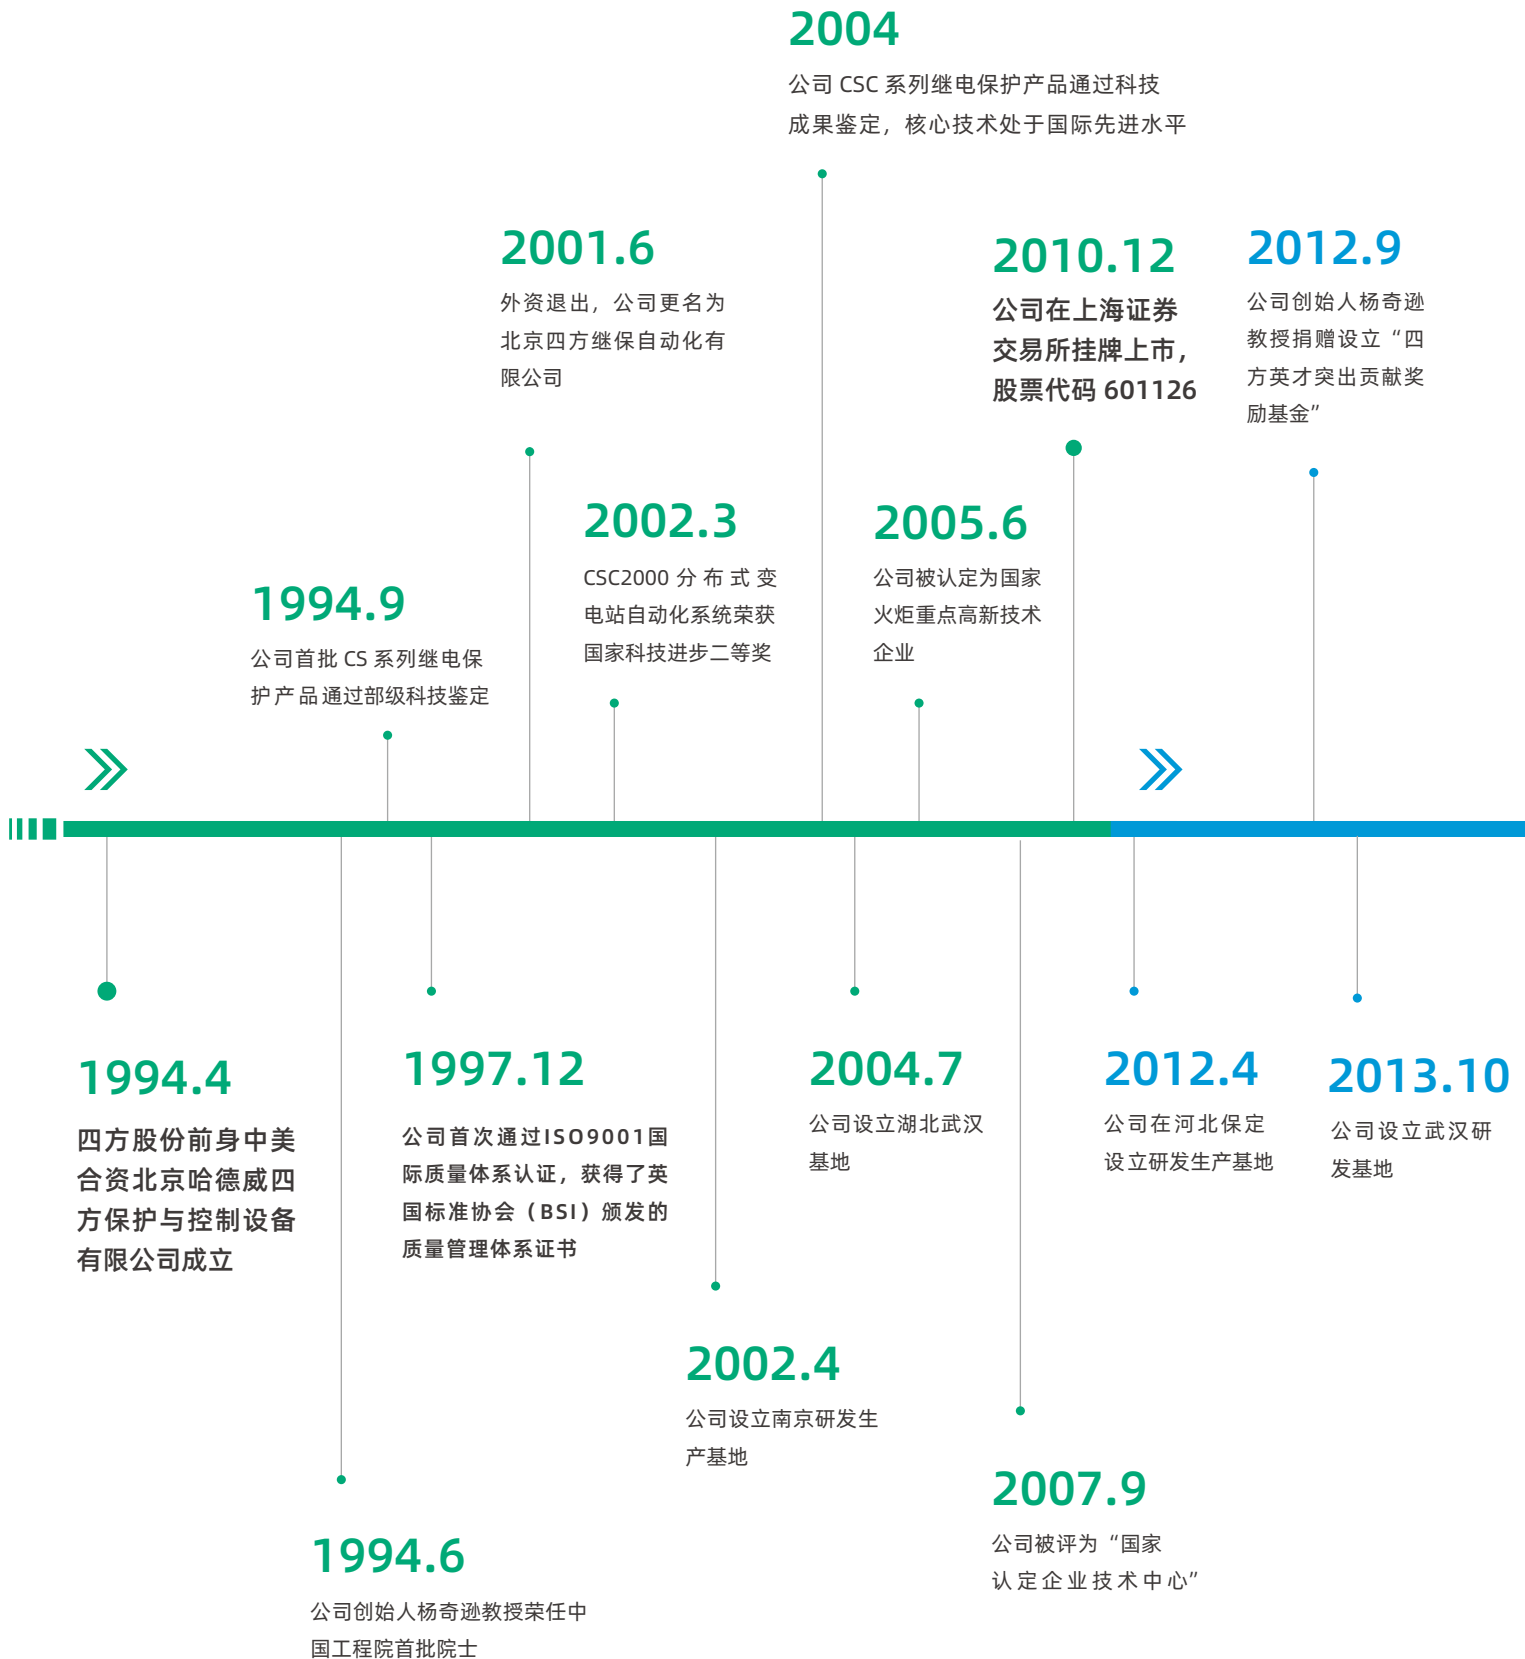 2004
公司 CSC 系列继电保护产品通过科技
成果鉴定，核心技术处于国际先进水平
2001.6
外资退出，公司更名为
北京四方继保自动化有
限公司
2010.12
公司在上海证券
交易所挂牌上市，
股票代码 601126
2012.9
公司创始人杨奇逊
教授捐赠设立“四
方英才突出贡献奖
励基金”
2002.3
CSC2000 分布式变
电站自动化系统荣获
国家科技进步二等奖
2005.6
公司被认定为国家
火炬重点高新技术
企业
1994.9
公司首批 CS 系列继电保
护产品通过部级科技鉴定
1994.4
四方股份前身中美
合资北京哈德威四
方保护与控制设备
有限公司成立
1997.12
公司首次通过ISO9001国
际质量体系认证，获得了英
国标准协会（BSI）颁发的
质量管理体系证书
2004.7
公司设立湖北武汉
基地
2012.4
公司在河北保定
设立研发生产基地
2013.10
公司设立武汉研
发基地
2002.4
公司设立南京研发生
产基地
2007.9
公司被评为“国家
认定企业技术中心”
1994.6
公司创始人杨奇逊教授荣任中
国工程院首批院士